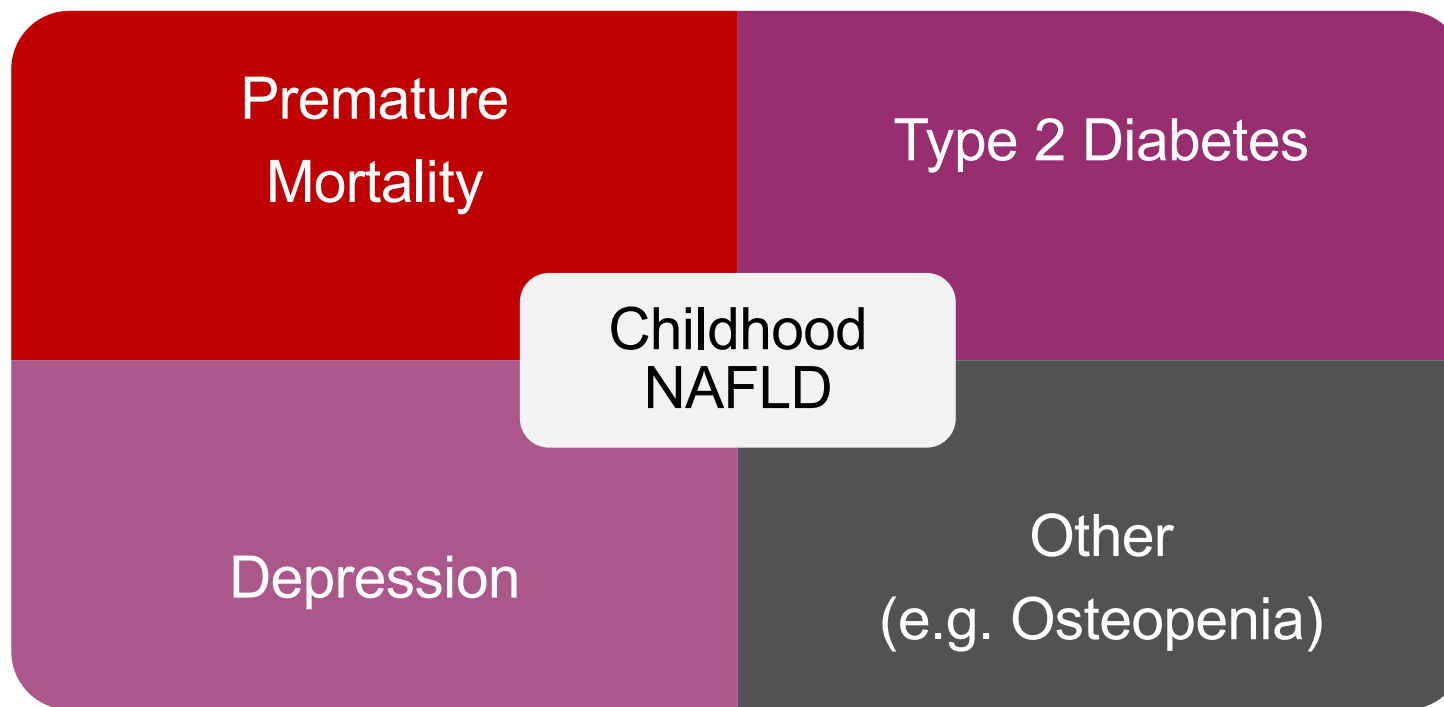 Premature
Mortality
Type 2 Diabetes
Childhood
NAFLD
Depression
Other
(e.g. Osteopenia)